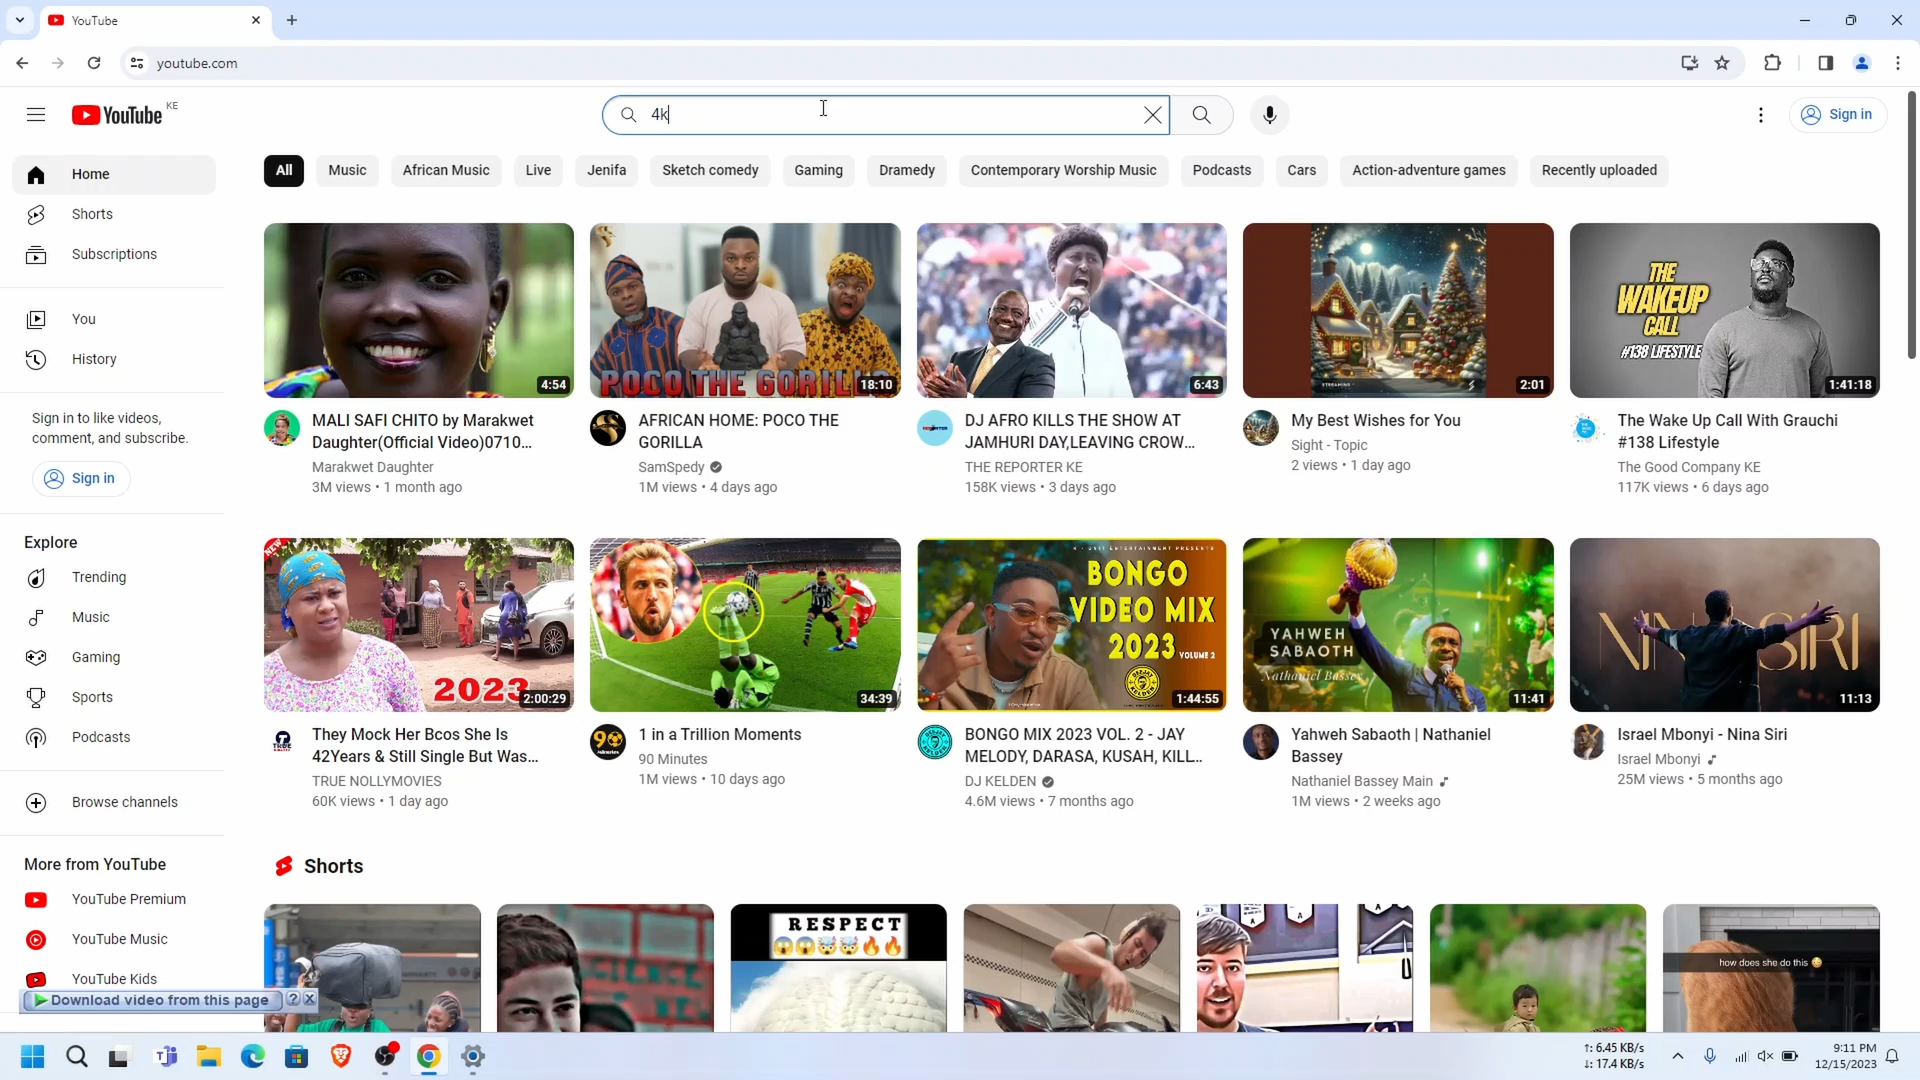 YouTube
youtube.com
YouTube KE
4k
Sign in
All
Music
African Music
Live
Jenifa
Sketch comedy
Gaming
Dramedy
Contemporary Worship Music
Podcasts
Cars
Action-adventure games
Recently uploaded
Home
Shorts
Subscriptions
You
History
Sign in to like videos,
comment, and subscribe.
Sign in
Explore
Trending
Music
Gaming
Sports
Podcasts
Browse channels
More from YouTube
YouTube Premium
YouTube Music
YouTube Kids
Download video from this page
?
4:54
MALI SAFI CHITO by Marakwet
Daughter(Official Video)0710...
Marakwet Daughter
3M views • 1 month ago
POCO THE GORILL
18:10
AFRICAN HOME: POCO THE
GORILLA
SamSpedy
1M views • 4 days ago
6:43
DJ AFRO KILLS THE SHOW AT
JAMHURI DAY,LEAVING CROW...
THE REPORTER KE
158K views • 3 days ago
2:01
My Best Wishes for You
Sight - Topic
2 views • 1 day ago
THE
WAKEUP
CALL
#138 LIFESTYLE
1:41:18
The Wake Up Call With Grauchi
#138 Lifestyle
The Good Company KE
117K views • 6 days ago
NEW
2023
2:00:29
They Mock Her Bcos She Is
42Years & Still Single But Was...
TRUE NOLLYMOVIES
60K views • 1 day ago
34:39
1 in a Trillion Moments
90 Minutes
1M views • 10 days ago
BONGO
VIDEO MIX
2023 VOLUME 2
1:44:55
BONGO MIX 2023 VOL. 2 - JAY
MELODY, DARASA, KUSAH, KILL..
DJ KELDEN
4.6M views • 7 months ago
YAHWEH
SABAOTH
Nathaniel Bassey
11:41
Yahweh Sabaoth | Nathaniel
Bassey
Nathaniel Bassey Main
1M views • 2 weeks ago
NINA SIRI
11:13
Israel Mbonyi - Nina Siri
Israel Mbonyi
25M views • 5 months ago
Shorts
RESPECT
how does she do this
↑: 6.45 KB/s
↓: 17.4 KB/s
9:11 PM
12/15/2023